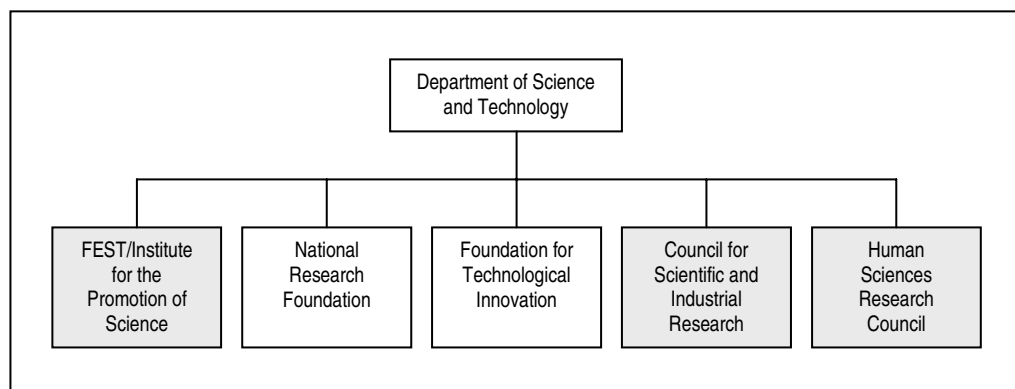 Department of Science
and Technology
FEST/Institute
for the
Promotion of
Science
National
Research
Foundation
Foundation for
Technological
Innovation
Council for
Scientific and
Industrial
Research
Human
Sciences
Research
Council